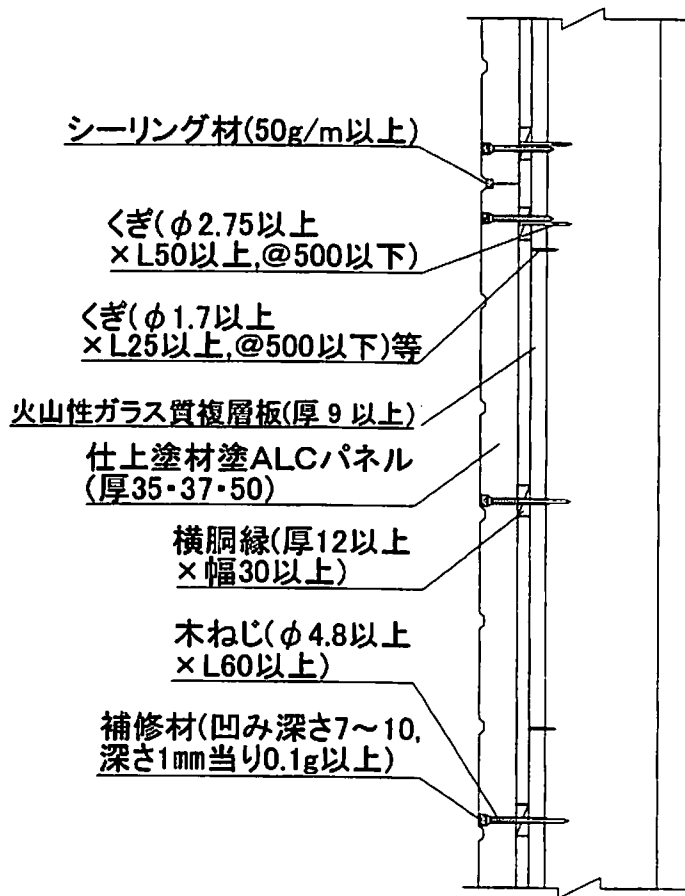 シーリング材(50g/m以上)
くぎ(φ2.75以上
×L50以上,@500以下)
くぎ(φ1.7以上
×L25以上,@500以下)等
火山性ガラス質複層板(厚9以上)
仕上塗材塗ALCパネル
(厚35・37・50)
横胴縁(厚12以上
×幅30以上)
木ねじ(φ4.8以上
×L60以上)
補修材(凹み深さ7〜10,
深さ1mm当り0.1g以上)